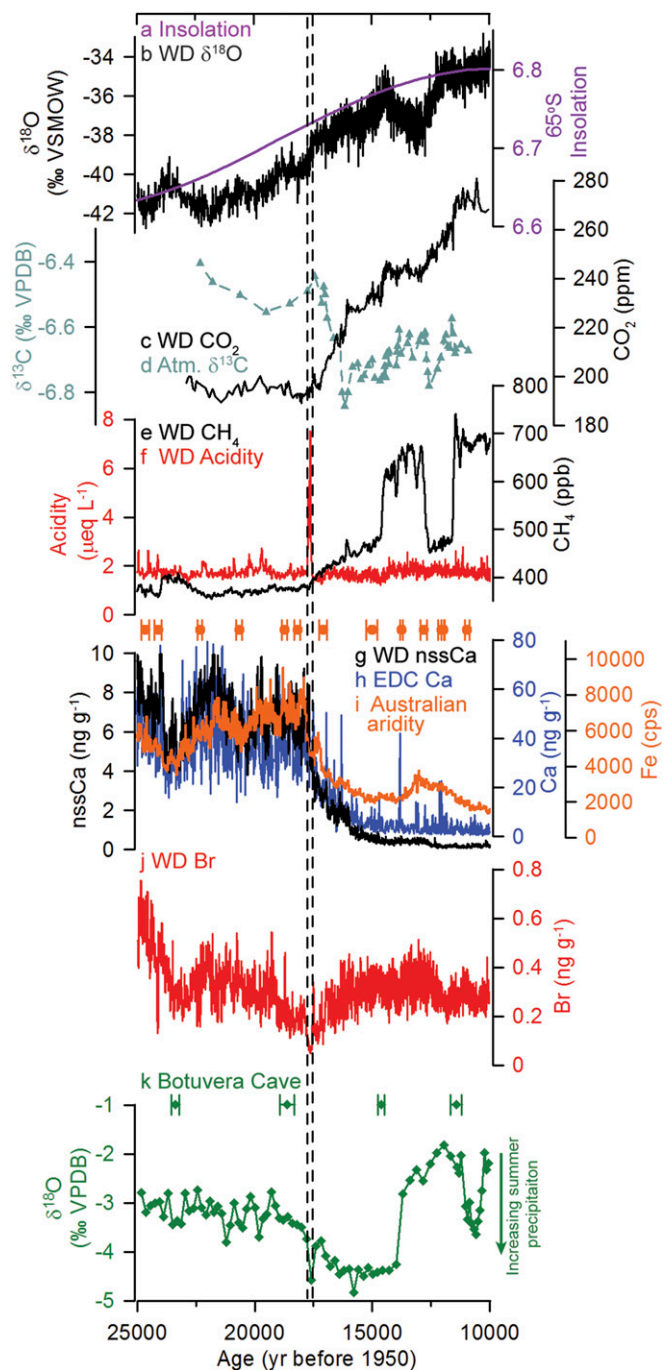 a Insolation
b WD δ18O
-34
-36
-38
-40
-42
δ18O
(‰ VSMOW)
6.8
6.7
6.6
65ºS
Insolation
-6.4
-6.6
-6.8
δ13C (‰ VPDB)
c WD CO2
d Atm. δ13C
280
260
240
220
200
180
CO2 (ppm)
e WD CH4
f WD Acidity
8
6
4
2
0
Acidity
(μeq L-1)
800
700
600
500
400
300
CH4 (ppb)
g WD nssCa
h EDC Ca
i Australian
aridity
10
8
6
4
2
0
nssCa (ng g-1)
80
60
40
20
0
Ca (ng g-1)
10000
8000
6000
4000
2000
0
Fe (cps)
j WD Br
0.8
0.6
0.4
0.2
0
Br (ng g-1)
k Botuvera Cave
-1
-2
-3
-4
-5
δ18O
(‰ VPDB)
Increasing summer
precipitaiton
25000 20000 15000 10000
Age (yr before 1950)